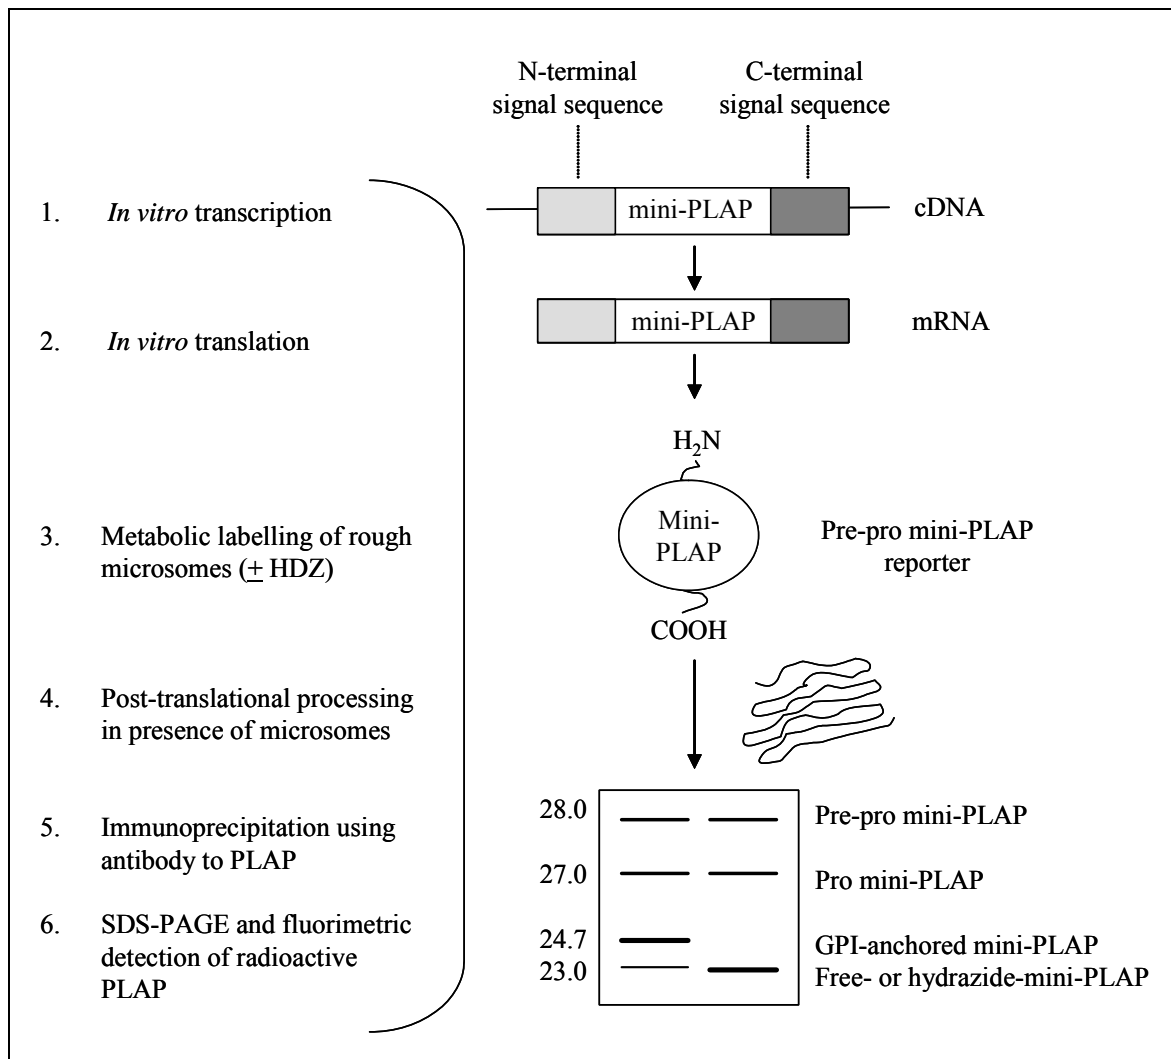 N-terminal
signal sequence
C-terminal
signal sequence
1. In vitro transcription
mini-PLAP
cDNA
2. In vitro translation
mini-PLAP
mRNA
H₂N
3. Metabolic labelling of rough
microsomes (+ HDZ)
Mini-
PLAP
Pre-pro mini-PLAP
reporter
COOH
4. Post-translational processing
in presence of microsomes
5. Immunoprecipitation using
antibody to PLAP
6. SDS-PAGE and fluorimetric
detection of radioactive
PLAP
28.0
Pre-pro mini-PLAP
27.0
Pro mini-PLAP
24.7
GPI-anchored mini-PLAP
23.0
Free- or hydrazide-mini-PLAP